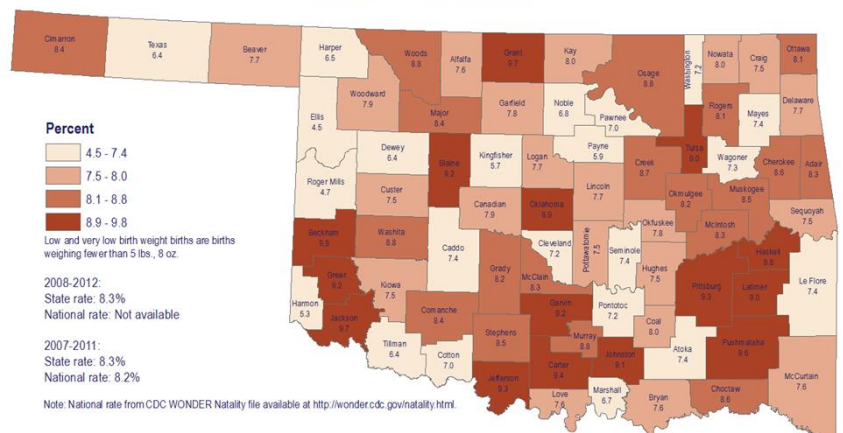 Cimarron
8.4
Texas
6.4
Beaver
7.7
Harper
6.5
Woods
8.8
Alfalfa
7.6
Grant
9.7
Kay
8.0
Osage
8.8
Washington
7.2
Nowata
8.0
Craig
7.5
Ottawa
8.1
Woodward
7.9
Major
8.4
Garfield
7.8
Noble
6.8
Pawnee
7.0
Rogers
8.1
Mayes
7.4
Delaware
7.7
Ellis
4.5
Dewey
6.4
Blaine
9.2
Kingfisher
5.7
Logan
7.7
Payne
5.9
Creek
8.7
Tulsa
9.0
Wagoner
7.3
Cherokee
8.6
Adair
8.3
Percent
4.5 - 7.4
7.5 - 8.0
8.1 - 8.8
8.9 - 9.8
Low and very low birth weight births are births
weighing fewer than 5 lbs., 8 oz.
2008-2012:
State rate: 8.3%
National rate: Not available
2007-2011:
State rate: 8.3%
National rate: 8.2%
Roger Mills
4.7
Custer
7.5
Canadian
7.9
Oklahoma
8.9
Lincoln
7.7
Okmulgee
8.2
Muskogee
Sequoyah
7.5
Beckham
Washita
8.8
Caddo
7.4
Grady
8.2
McClain
8.3
Cleveland
7.2
Pottawatomie
7.5
Seminole
7.4
Okfuskee
7.8
McIntosh
8.3
Haskell
Hughes
7.5
Pittsburg
9.3
Latimer
9.0
Le Flore
7.4
Greer
9.2
Kiowa
7.5
Harmon
5.3
Jackson
9.7
Comanche
8.4
Stephens
8.5
Garvin
9.2
Murray
8.8
Pontotoc
7.2
Coal
8.0
Tillman
6.4
Cotton
7.0
Jefferson
9.3
Carter
9.4
Johnston
9.1
Atoka
7.4
Pushmataha
9.6
McCurtain
7.6
Love
7.6
Marshall
6.7
Bryan
7.6
Choctaw
8.6
Note: National rate from CDC WONDER Natality file available at http://wonder.cdc.gov/natality.html.